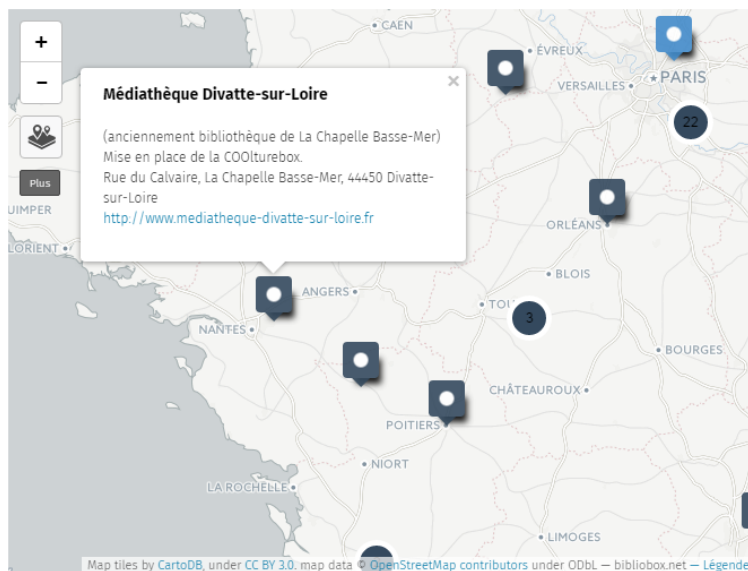 CAEN
+
ÉVREUX
VERSAILLES
PARIS
−
Médiathèque Divatte-sur-Loire
×
22
(anciennement bibliothèque de La Chapelle Basse-Mer)
Mise en place de la COOlturebox.
Rue du Calvaire, La Chapelle Basse-Mer, 44450 Divatte-
sur-Loire
http://www.mediatheque-divatte-sur-loire.fr
Plus
UIMPER
LORIENT
ORLÉANS
BLOIS
ANGERS
TOU
3
NANTES
BOURGES
CHÂTEAUROUX
POITIERS
NIORT
LA ROCHELLE
LIMOGES
Map tiles by CartoDB, under CC BY 3.0. map data © OpenStreetMap contributors under ODbL — bibliobox.net — Légende